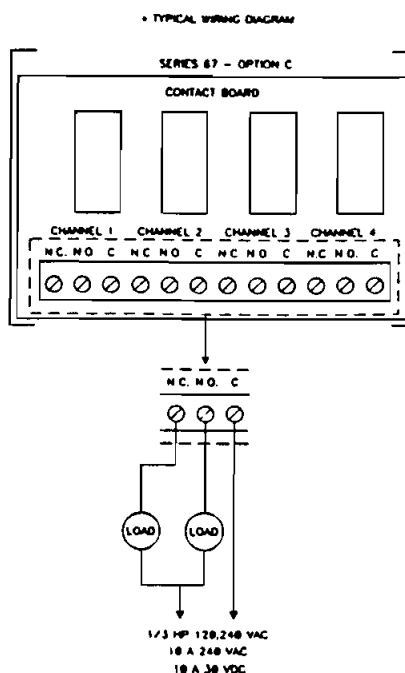 * TYPICAL WIRING DIAGRAM
SERIES 67 - OPTION C
CONTACT BOARD
CHANNEL 1 CHANNEL 2 CHANNEL 3 CHANNEL 4
N.C. N.O C N C N O C N C N O C N.C N.O. C
N.C. N.O. C
LOAD LOAD
1/3 HP 120,240 VAC
10 A 240 VAC
10 A 30 VDC